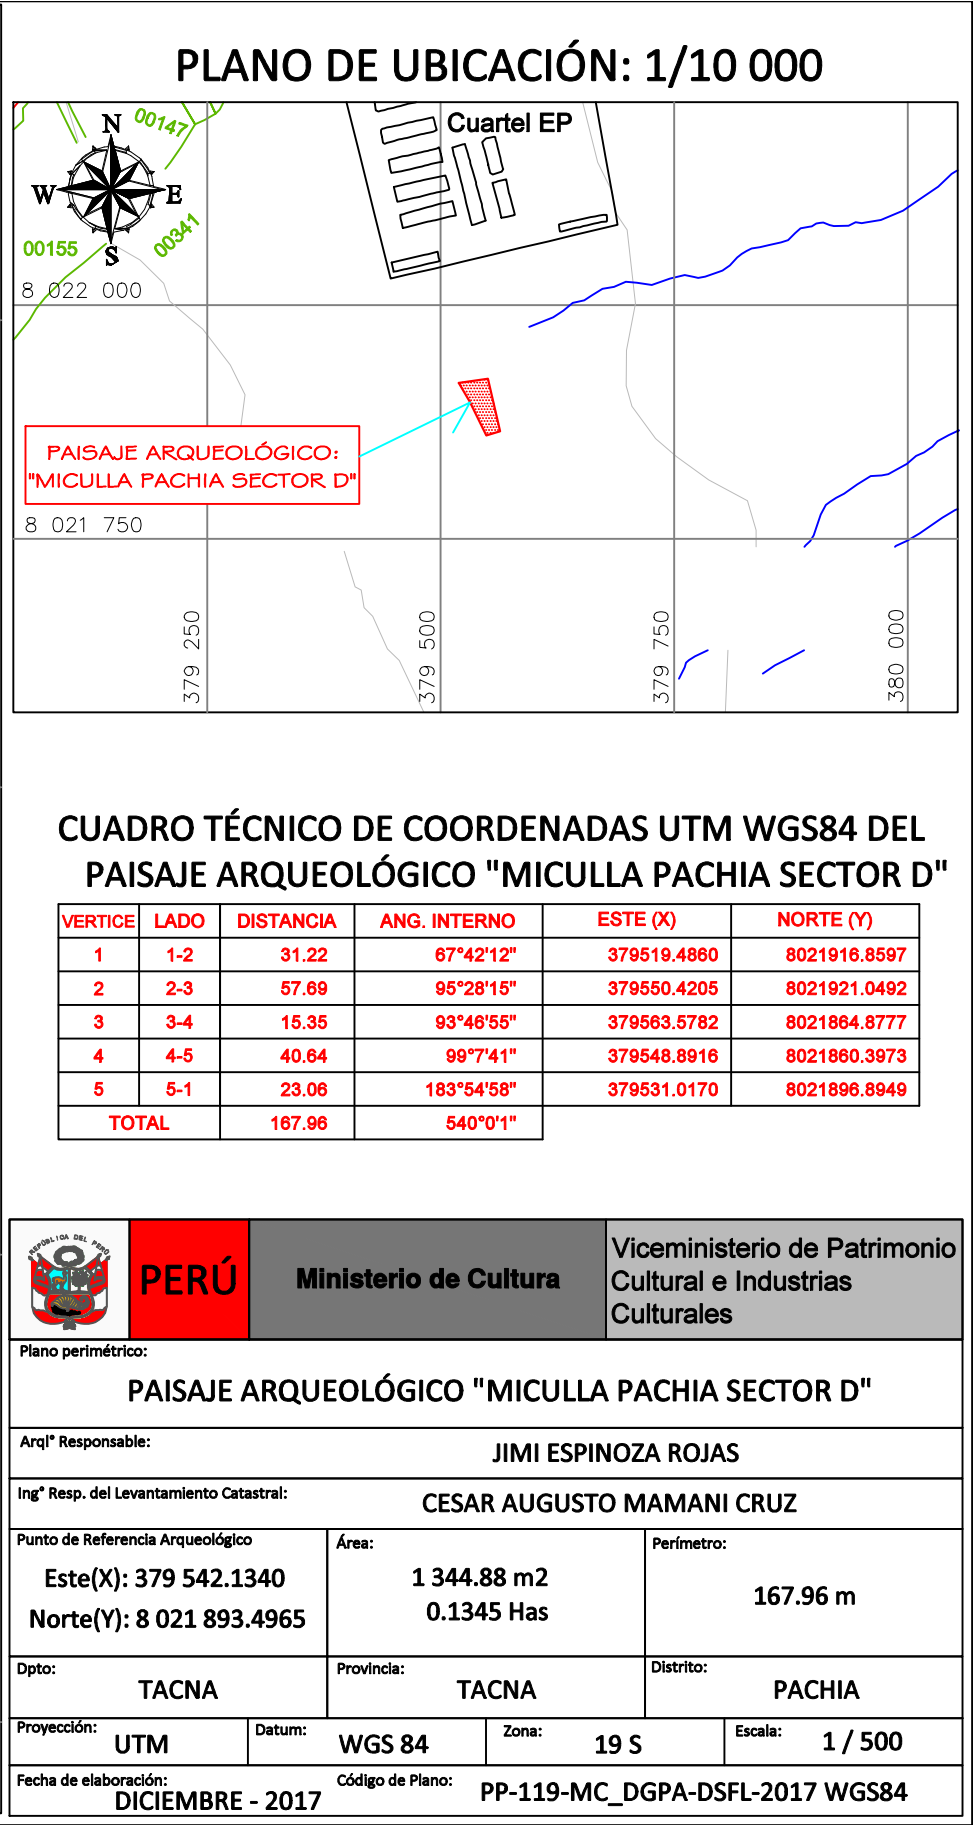 PLANO DE UBICACIÓN: 1/10 000
N
00147
Cuartel EP
W
E
00155
00341
S
8 022 000
PAISAJE ARQUEOLÓGICO:
"MICULLA PACHIA SECTOR D"
8 021 750
379 250
379 500
379 750
380 000
CUADRO TÉCNICO DE COORDENADAS UTM WGS84 DEL
PAISAJE ARQUEOLÓGICO "MICULLA PACHIA SECTOR D"
VERTICE LADO DISTANCIA ANG. INTERNO ESTE (X) NORTE (Y)
1 1-2 31.22 67°42'12" 379519.4860 8021916.8597
2 2-3 57.69 95°28'15" 379550.4205 8021921.0492
3 3-4 15.35 93°46'55" 379563.5782 8021864.8777
4 4-5 40.64 99°7'41" 379548.8916 8021860.3973
5 5-1 23.06 183°54'58" 379531.0170 8021896.8949
TOTAL 167.96 540°0'1"
REPÚBLICA DEL PERÚ
PERÚ
Ministerio de Cultura
Viceministerio de Patrimonio
Cultural e Industrias
Culturales
Plano perimétrico:
PAISAJE ARQUEOLÓGICO "MICULLA PACHIA SECTOR D"
Arql° Responsable:
JIMI ESPINOZA ROJAS
Ing° Resp. del Levantamiento Catastral:
CESAR AUGUSTO MAMANI CRUZ
Punto de Referencia Arqueológico
Este(X): 379 542.1340
Norte(Y): 8 021 893.4965
Área:
1 344.88 m2
0.1345 Has
Perímetro:
167.96 m
Dpto:
TACNA
Provincia:
TACNA
Distrito:
PACHIA
Proyección:
UTM
Datum:
WGS 84
Zona:
19 S
Escala:
1 / 500
Fecha de elaboración:
DICIEMBRE - 2017
Código de Plano:
PP-119-MC_DGPA-DSFL-2017 WGS84